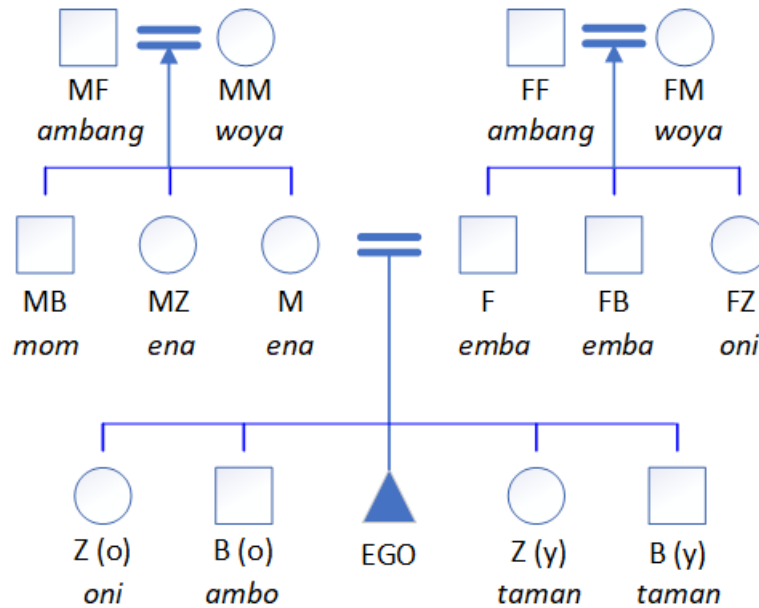 MF MM FF FM
ambang woya ambang woya
MB MZ M F FB FZ
mom ena ena emba emba oni
Z (o) B (o) EGO Z (y) B (y)
oni ambo taman taman